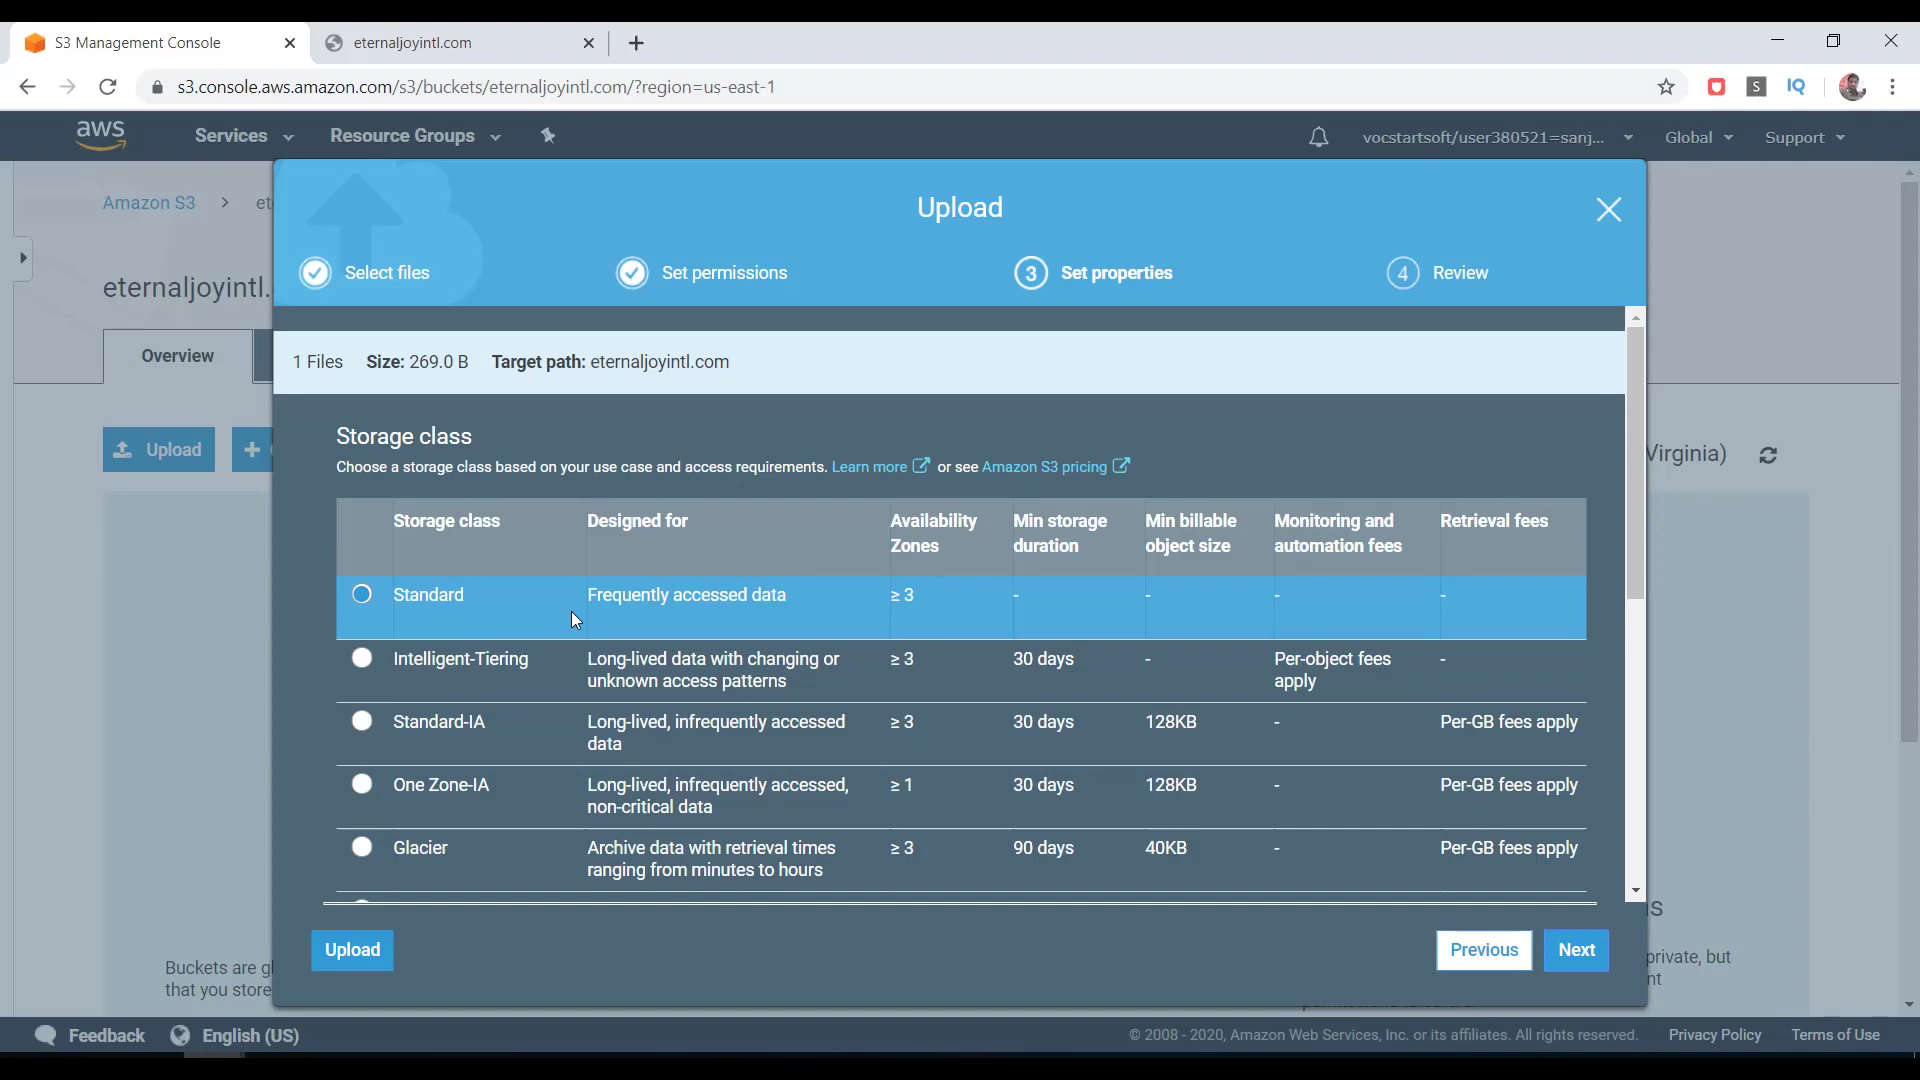 S3 Management Console
eternaljoyintl.com
s3.console.aws.amazon.com/s3/buckets/eternaljoyintl.com/?region=us-east-1
S
IQ
aws
Services
Resource Groups
vocstartsoft/user380521=sanj...
Global
Support
Amazon S3
Upload
Select files
Set permissions
3 Set properties
4 Review
eternaljoyintl.
Overview
1 Files Size: 269.0 B Target path: eternaljoyintl.com
Storage class
Choose a storage class based on your use case and access requirements. Learn more or see Amazon S3 pricing
Storage class Designed for Availability Zones Min storage duration Min billable object size Monitoring and automation fees Retrieval fees
Standard Frequently accessed data ≥ 3 - - - -
Intelligent-Tiering Long-lived data with changing or unknown access patterns ≥ 3 30 days - Per-object fees apply -
Standard-IA Long-lived, infrequently accessed data ≥ 3 30 days 128KB - Per-GB fees apply
One Zone-IA Long-lived, infrequently accessed, non-critical data ≥ 1 30 days 128KB - Per-GB fees apply
Glacier Archive data with retrieval times ranging from minutes to hours ≥ 3 90 days 40KB - Per-GB fees apply
Upload
Virginia)
Upload
Previous
Next
Buckets are gl
that you store
private, but
Feedback
English (US)
© 2008 - 2020, Amazon Web Services, Inc. or its affiliates. All rights reserved.
Privacy Policy
Terms of Use